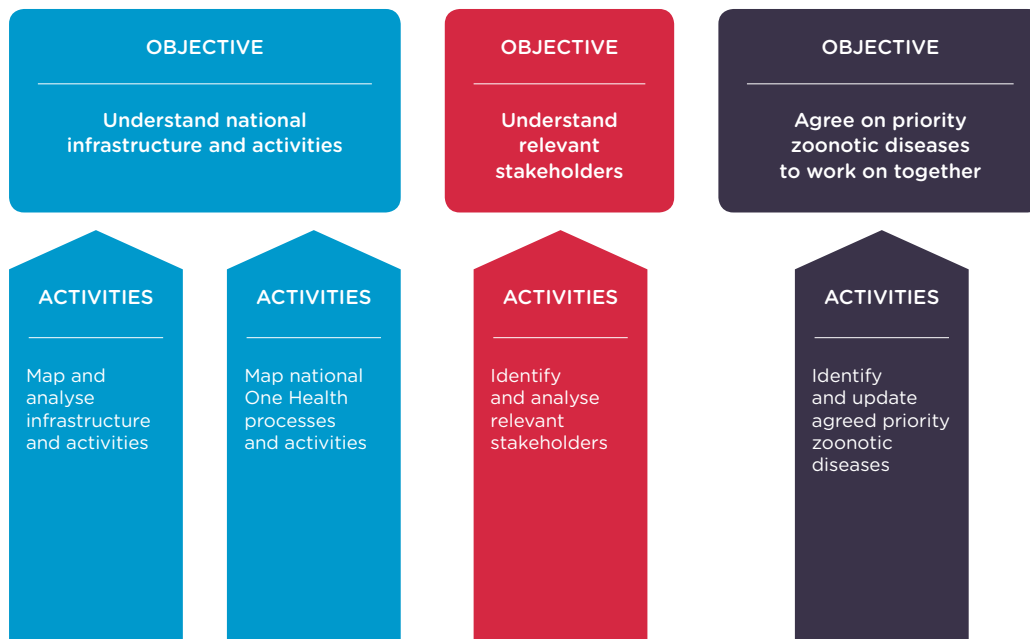 OBJECTIVE
Understand national
infrastructure and activities
OBJECTIVE
Understand
relevant
stakeholders
OBJECTIVE
Agree on priority
zoonotic diseases
to work on together
ACTIVITIES
Map and
analyse
infrastructure
and activities
ACTIVITIES
Map national
One Health
processes
and activities
ACTIVITIES
Identify
and analyse
relevant
stakeholders
ACTIVITIES
Identify
and update
agreed priority
zoonotic
diseases